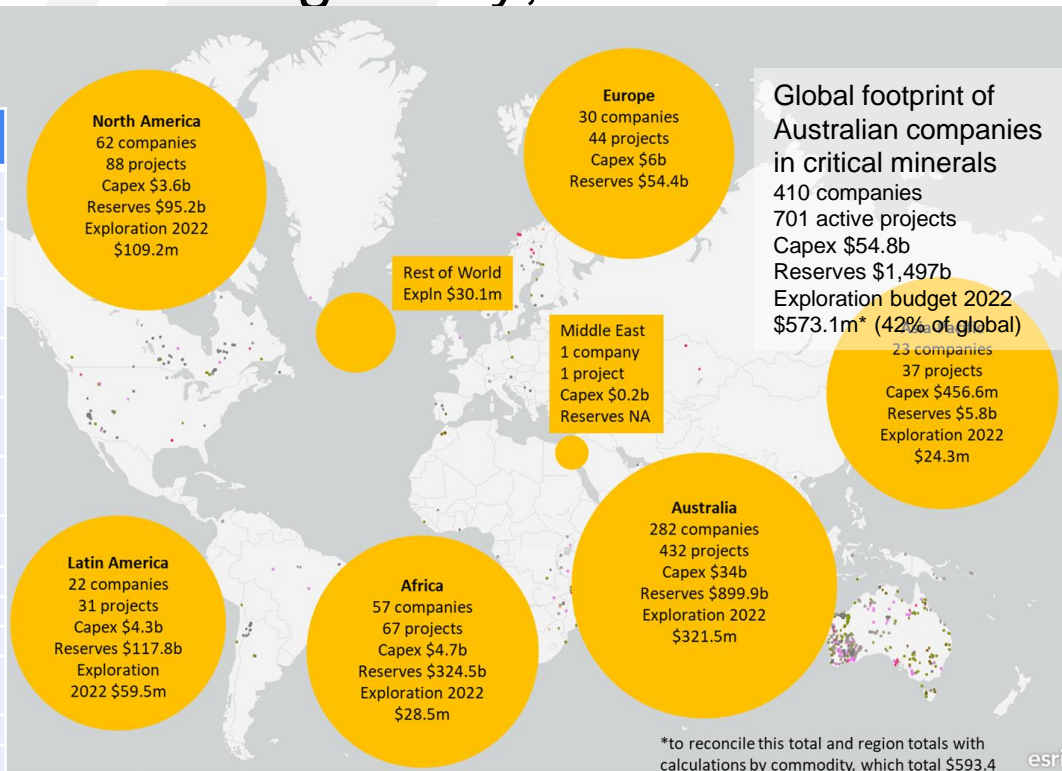 North America
62 companies
88 projects
Capex $3.6b
Reserves $95.2b
Exploration 2022
$109.2m
Europe
30 companies
44 projects
Capex $6b
Reserves $54.4b
Global footprint of
Australian companies
in critical minerals
410 companies
701 active projects
Capex $54.8b
Reserves $1,497b
Exploration budget 2022
$573.1m* (42% of global)
Rest of World
Expln $30.1m
Middle East
1 company
1 project
Capex $0.2b
Reserves NA
23 companies
37 projects
Capex $456.6m
Reserves $5.8b
Exploration 2022
$24.3m
Latin America
22 companies
31 projects
Capex $4.3b
Reserves $117.8b
Exploration
2022 $59.5m
Africa
57 companies
67 projects
Capex $4.7b
Reserves $324.5b
Exploration 2022
$28.5m
Australia
282 companies
432 projects
Capex $34b
Reserves $899.9b
Exploration 2022
$321.5m
*to reconcile this total and region totals with
calculations by commodity, which total $593.4
esri